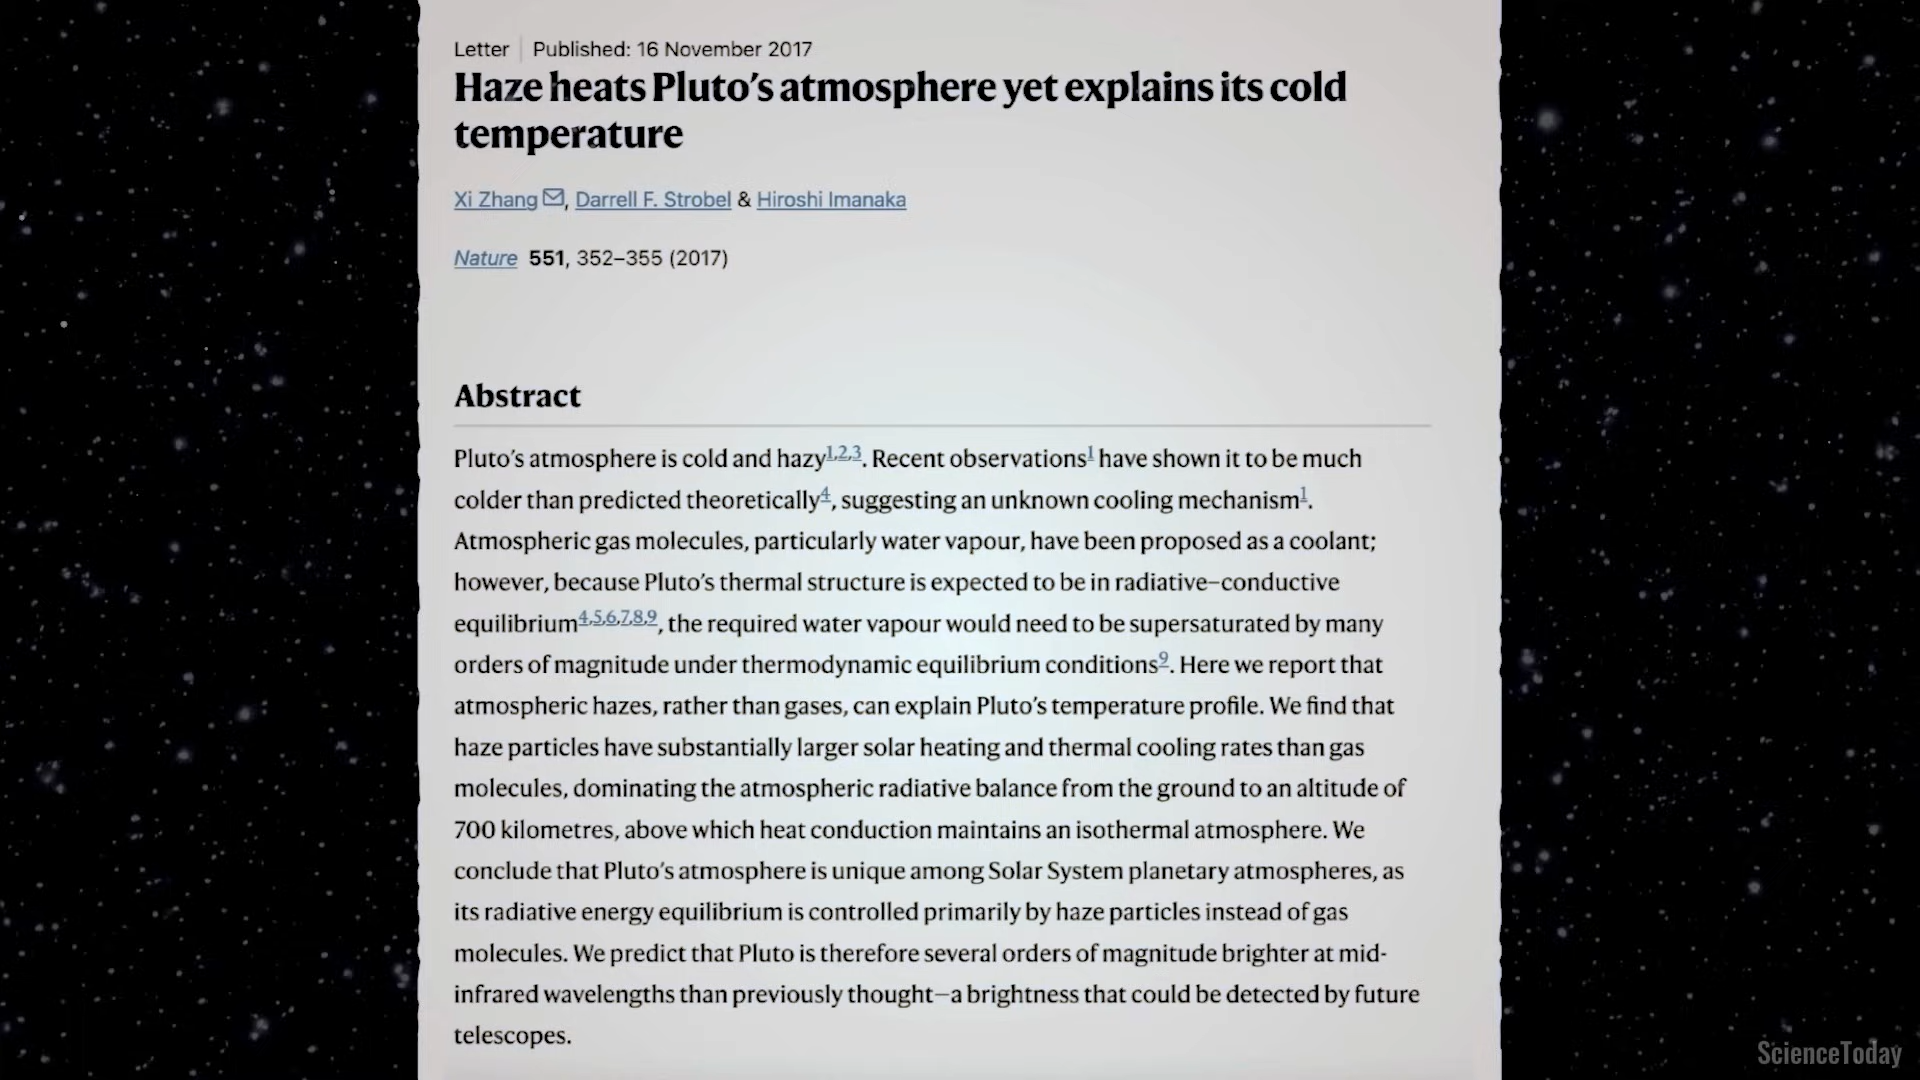 Letter | Published: 16 November 2017
Haze heats Pluto’s atmosphere yet explains its cold
temperature
Xi Zhang, Darrell F. Strobel & Hiroshi Imanaka
Nature 551, 352–355 (2017)
Abstract
Pluto’s atmosphere is cold and hazy1,2,3. Recent observations1 have shown it to be much
colder than predicted theoretically4, suggesting an unknown cooling mechanism1.
Atmospheric gas molecules, particularly water vapour, have been proposed as a coolant;
however, because Pluto’s thermal structure is expected to be in radiative–conductive
equilibrium4,5,6,7,8,9, the required water vapour would need to be supersaturated by many
orders of magnitude under thermodynamic equilibrium conditions9. Here we report that
atmospheric hazes, rather than gases, can explain Pluto’s temperature profile. We find that
haze particles have substantially larger solar heating and thermal cooling rates than gas
molecules, dominating the atmospheric radiative balance from the ground to an altitude of
700 kilometres, above which heat conduction maintains an isothermal atmosphere. We
conclude that Pluto’s atmosphere is unique among Solar System planetary atmospheres, as
its radiative energy equilibrium is controlled primarily by haze particles instead of gas
molecules. We predict that Pluto is therefore several orders of magnitude brighter at mid-
infrared wavelengths than previously thought—a brightness that could be detected by future
telescopes.
ScienceToday